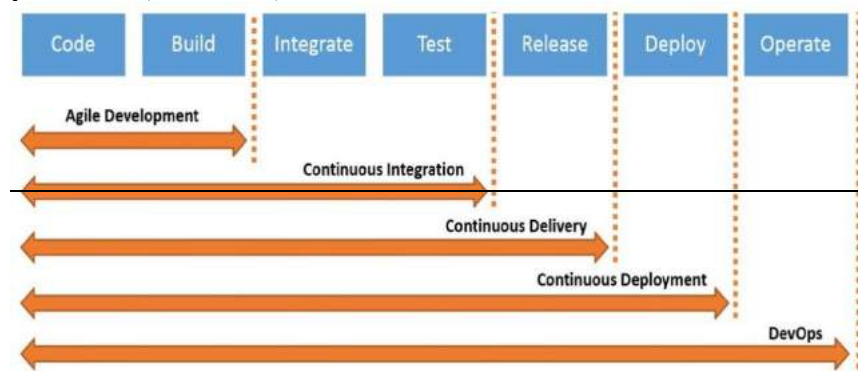 Code Build Integrate Test Release Deploy Operate
Agile Development
Continuous Integration
Continuous Delivery
Continuous Deployment
DevOps